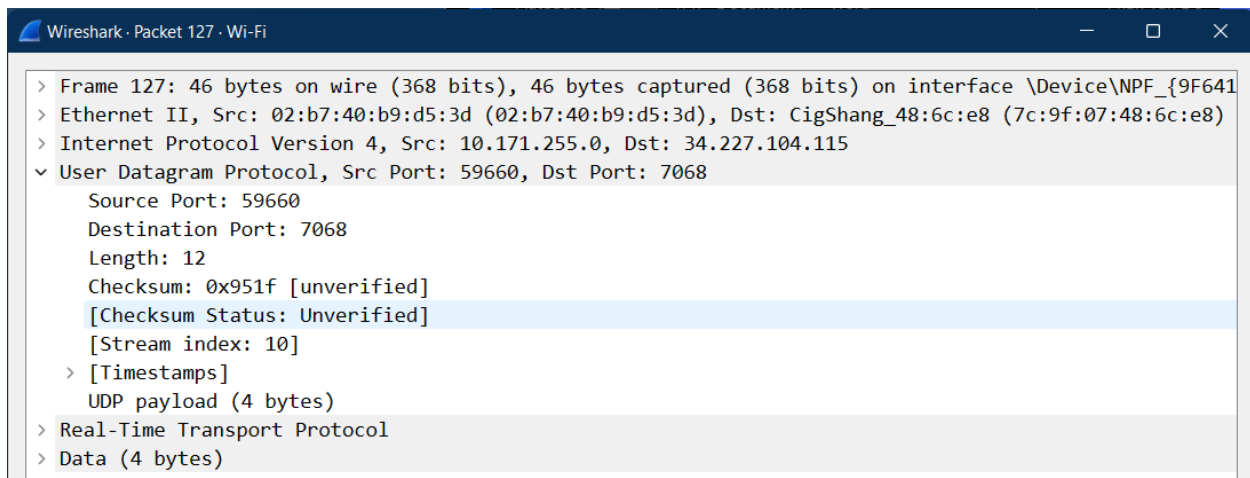 Wireshark · Packet 127 · Wi-Fi
> Frame 127: 46 bytes on wire (368 bits), 46 bytes captured (368 bits) on interface \Device\NPF_{9F641
> Ethernet II, Src: 02:b7:40:b9:d5:3d (02:b7:40:b9:d5:3d), Dst: CigShang_48:6c:e8 (7c:9f:07:48:6c:e8)
> Internet Protocol Version 4, Src: 10.171.255.0, Dst: 34.227.104.115
User Datagram Protocol, Src Port: 59660, Dst Port: 7068
Source Port: 59660
Destination Port: 7068
Length: 12
Checksum: 0x951f [unverified]
[Checksum Status: Unverified]
[Stream index: 10]
> [Timestamps]
UDP payload (4 bytes)
> Real-Time Transport Protocol
> Data (4 bytes)